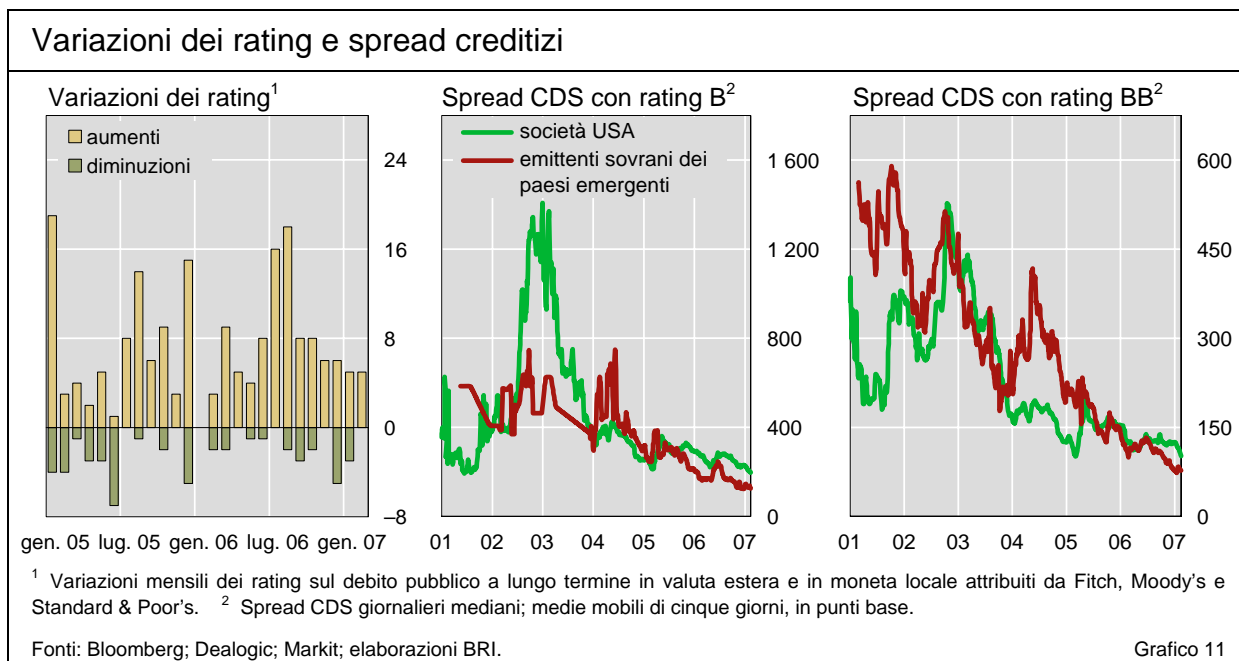 Variazioni dei rating e spread creditizi
Variazioni dei rating¹
aumenti
diminuzioni
24
16
8
0
–8
gen. 05 lug. 05 gen. 06 lug. 06 gen. 07
Spread CDS con rating B²
società USA
emittenti sovrani dei
paesi emergenti
1 600
1 200
800
400
0
01 02 03 04 05 06 07
Spread CDS con rating BB²
600
450
300
150
0
01 02 03 04 05 06 07
¹ Variazioni mensili dei rating sul debito pubblico a lungo termine in valuta estera e in moneta locale attribuiti da Fitch, Moody's e
Standard & Poor's. ² Spread CDS giornalieri mediani; medie mobili di cinque giorni, in punti base.
Fonti: Bloomberg; Dealogic; Markit; elaborazioni BRI. Grafico 11